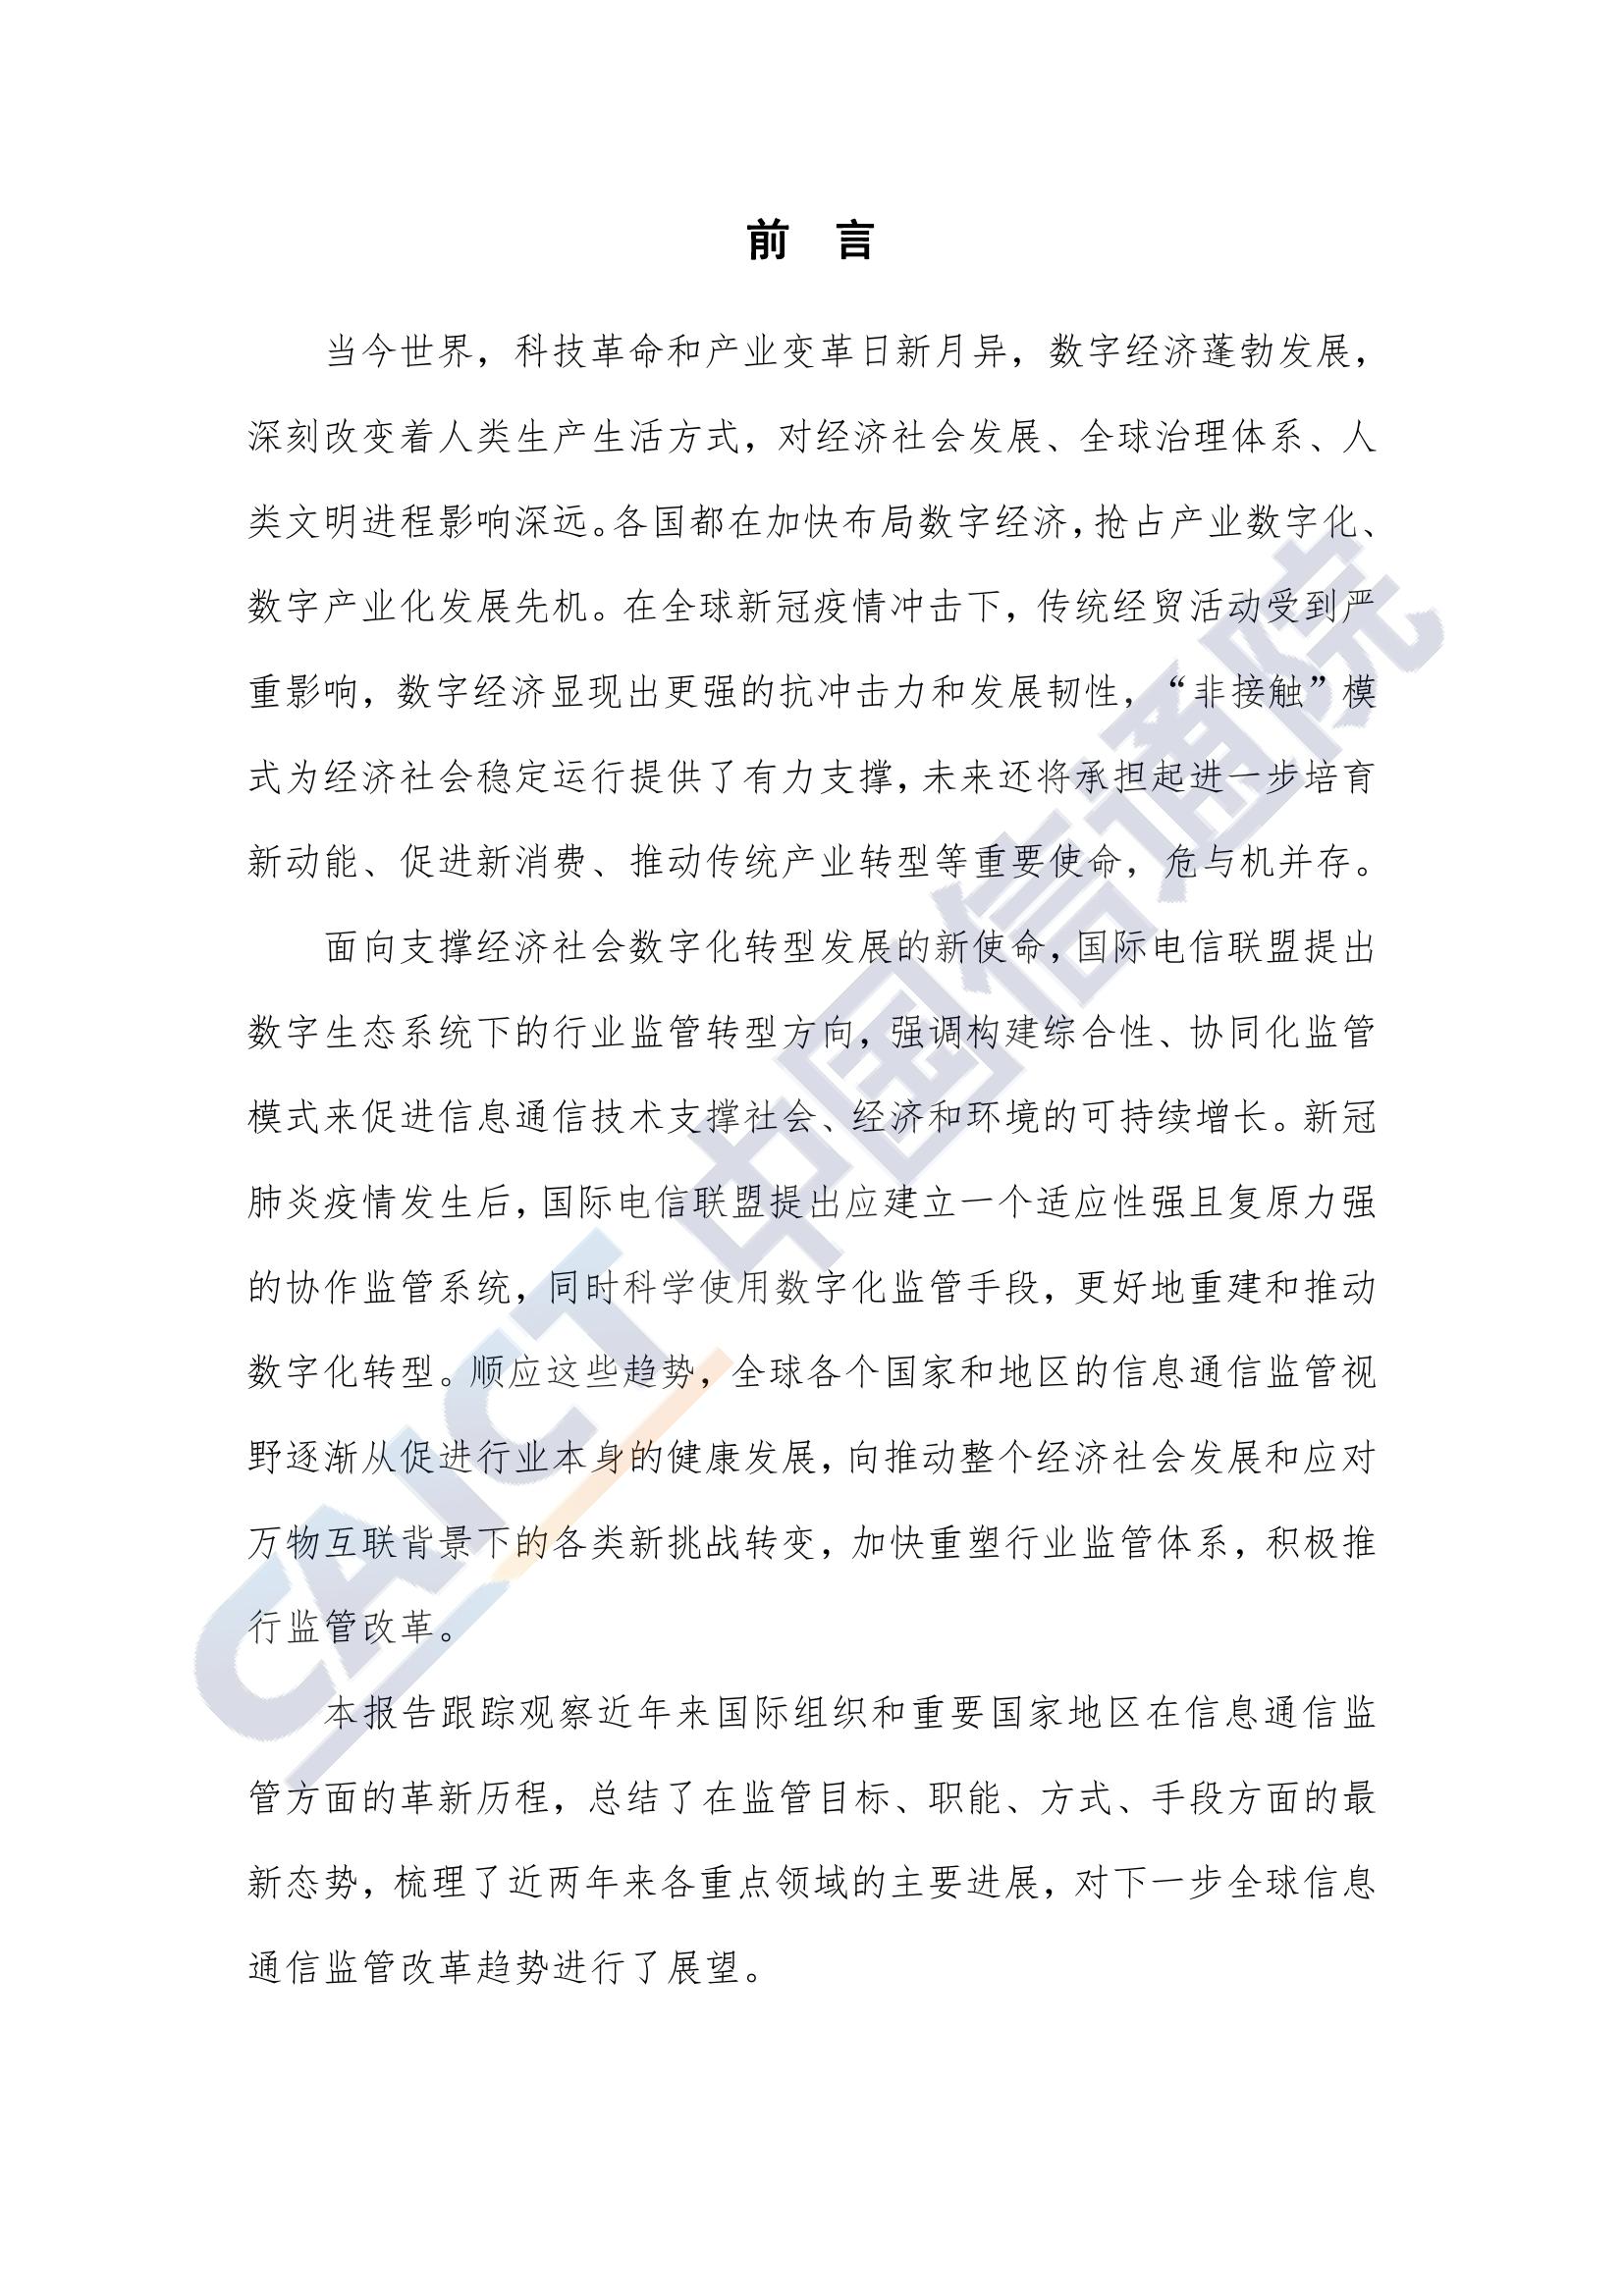 前　言
当今世界，科技革命和产业变革日新月异，数字经济蓬勃发展，
深刻改变着人类生产生活方式，对经济社会发展、全球治理体系、人
类文明进程影响深远。各国都在加快布局数字经济，抢占产业数字化、
数字产业化发展先机。在全球新冠疫情冲击下，传统经贸活动受到严
重影响，数字经济显现出更强的抗冲击力和发展韧性，“非接触”模
式为经济社会稳定运行提供了有力支撑，未来还将承担起进一步培育
新动能、促进新消费、推动传统产业转型等重要使命，危与机并存。
面向支撑经济社会数字化转型发展的新使命，国际电信联盟提出
数字生态系统下的行业监管转型方向，强调构建综合性、协同化监管
模式来促进信息通信技术支撑社会、经济和环境的可持续增长。新冠
肺炎疫情发生后，国际电信联盟提出应建立一个适应性强且复原力强
的协作监管系统，同时科学使用数字化监管手段，更好地重建和推动
数字化转型。顺应这些趋势，全球各个国家和地区的信息通信监管视
野逐渐从促进行业本身的健康发展，向推动整个经济社会发展和应对
万物互联背景下的各类新挑战转变，加快重塑行业监管体系，积极推
行监管改革。
本报告跟踪观察近年来国际组织和重要国家地区在信息通信监
管方面的革新历程，总结了在监管目标、职能、方式、手段方面的最
新态势，梳理了近两年来各重点领域的主要进展，对下一步全球信息
通信监管改革趋势进行了展望。
CAICT 中国信通院